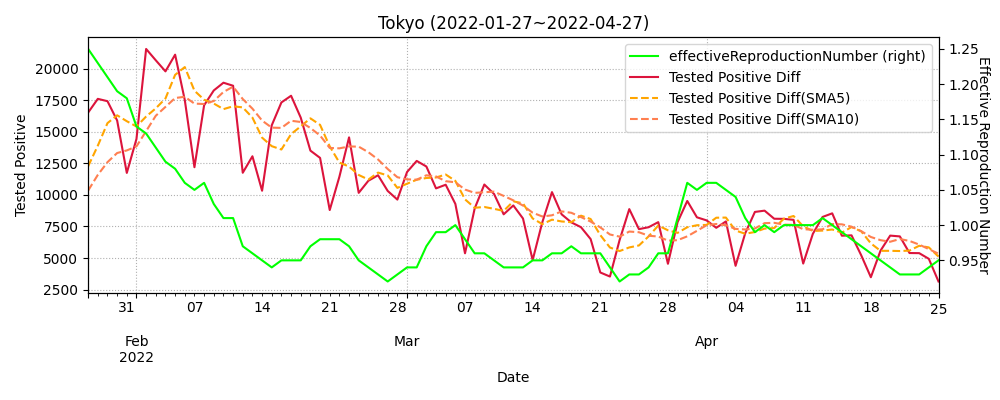 Tokyo (2022-01-27~2022-04-27)
effectiveReproductionNumber (right)
Tested Positive Diff
Tested Positive Diff(SMA5)
Tested Positive Diff(SMA10)
Tested Positive
20000
17500
15000
12500
10000
7500
5000
2500
1.25
1.20
1.15
1.10
1.05
1.00
0.95
Effective Reproduction Number
31 07 14 21 28 07 14 21 28 04 11 18 25
Feb Mar Apr
2022
Date